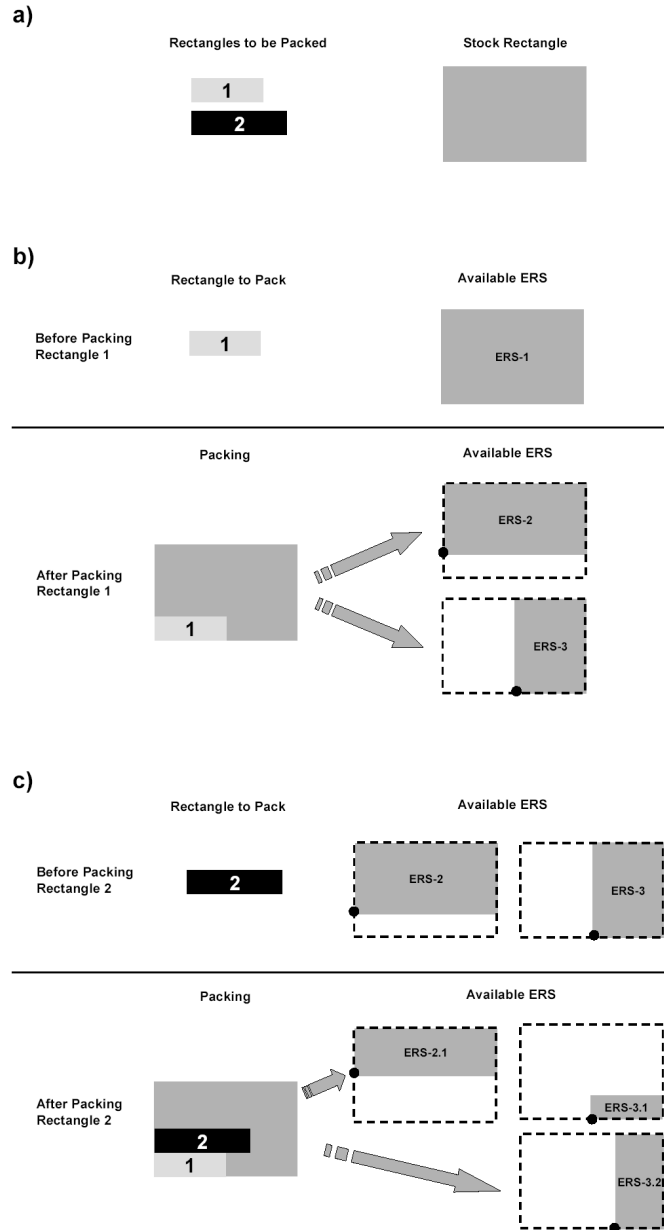 a)
Rectangles to be Packed
Stock Rectangle
1
2
b)
Rectangle to Pack
Available ERS
Before Packing
Rectangle 1
1
ERS-1
Packing
Available ERS
ERS-2
After Packing
Rectangle 1
1
ERS-3
c)
Rectangle to Pack
Available ERS
Before Packing
Rectangle 2
2
ERS-2
ERS-3
Packing
Available ERS
ERS-2.1
After Packing
Rectangle 2
ERS-3.1
2
1
ERS-3.2